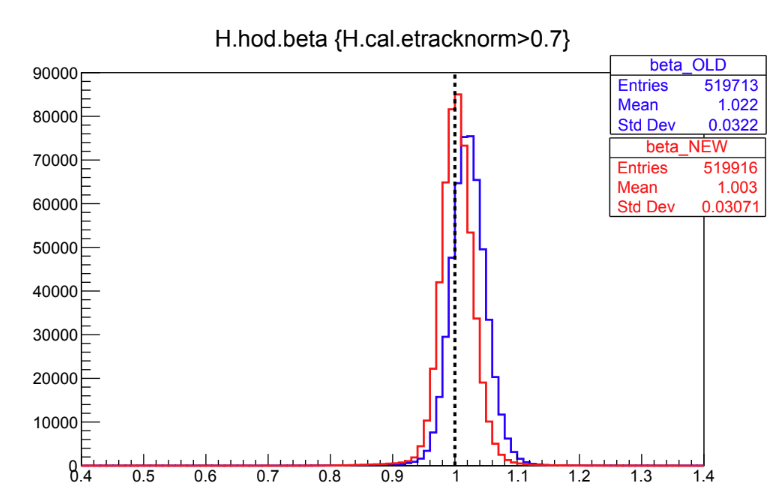 H.hod.beta {H.cal.etracknorm>0.7}
beta_OLD
Entries 519713
Mean 1.022
Std Dev 0.0322
beta_NEW
Entries 519916
Mean 1.003
Std Dev 0.03071
90000
80000
70000
60000
50000
40000
30000
20000
10000
0
0.4 0.5 0.6 0.7 0.8 0.9 1 1.1 1.2 1.3 1.4